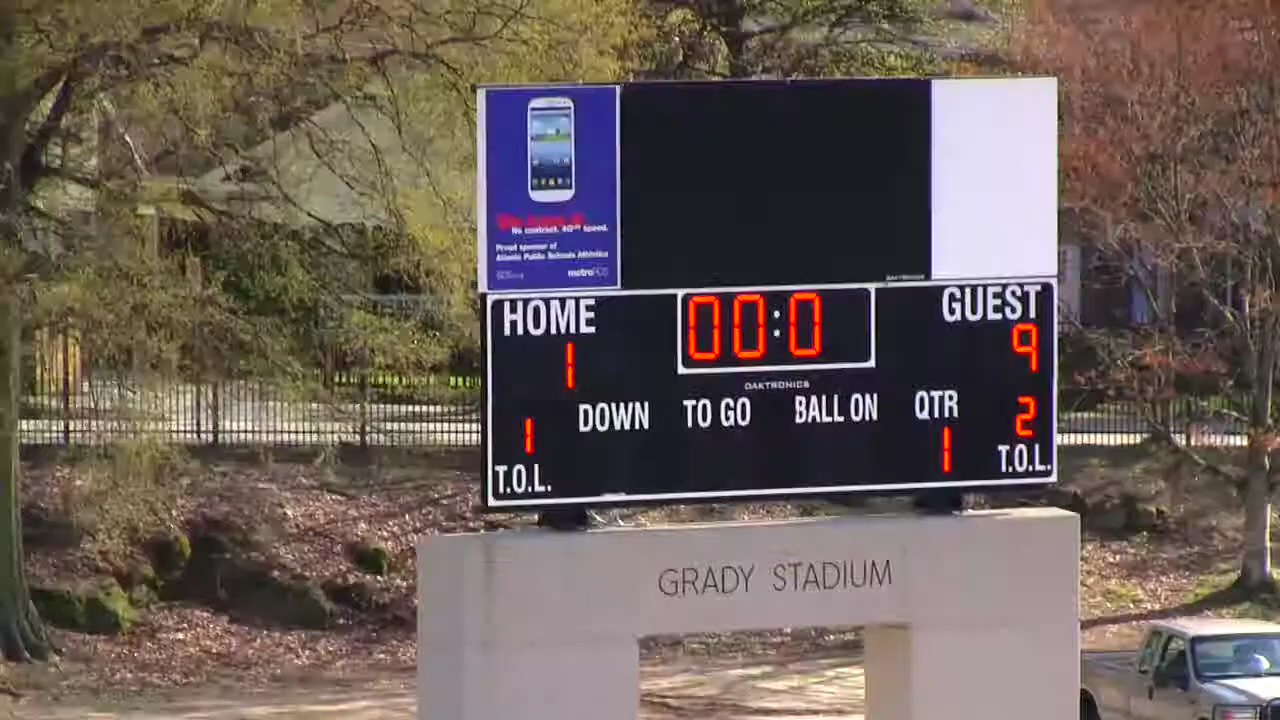 No contract. 4G speed.
Proud sponsor of
Atlanta Public Schools Athletics
metroPCS
DAKTRONICS
HOME 00:0 GUEST
1 9
DAKTRONICS
DOWN TO GO BALL ON QTR 2
1 1
T.O.L. T.O.L.
GRADY STADIUM